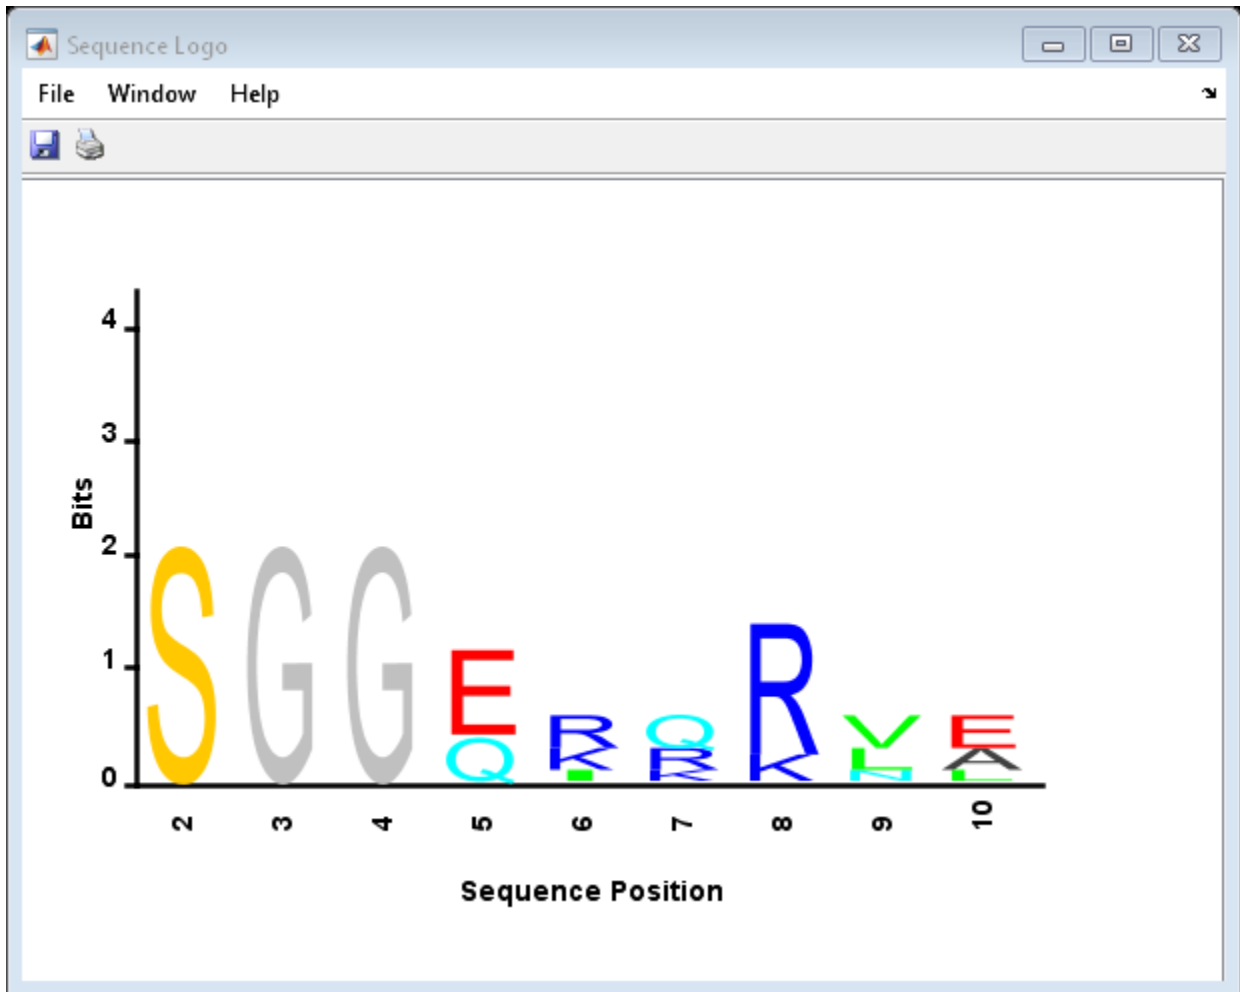 Sequence Logo
File Window Help
4
3
2
1
0
Bits
S G G E R Q R V E
Q K R K L A
I K N L
2 3 4 5 6 7 8 9 10
Sequence Position